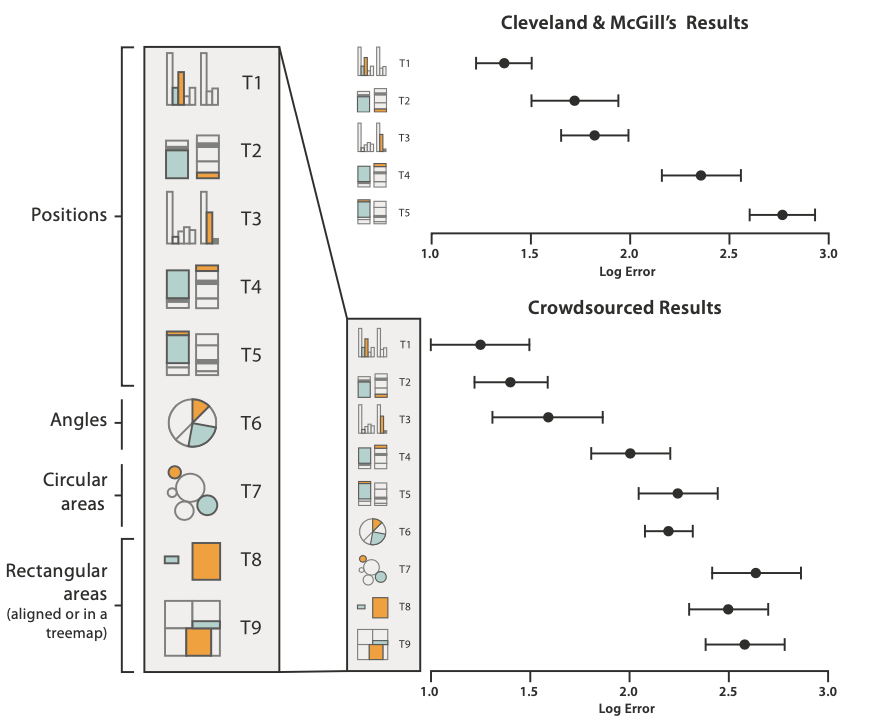 Cleveland & McGill's  Results
T1
T2
T3
T4
T5
1.0 1.5 2.0 2.5 3.0
Log Error
Positions
T1
T2
T3
T4
T5
Angles
T6
Circular
areas
T7
Rectangular
areas
(aligned or in a
treemap)
T8
T9
Crowdsourced Results
T1
T2
T3
T4
T5
T6
T7
T8
T9
1.0 1.5 2.0 2.5 3.0
Log Error